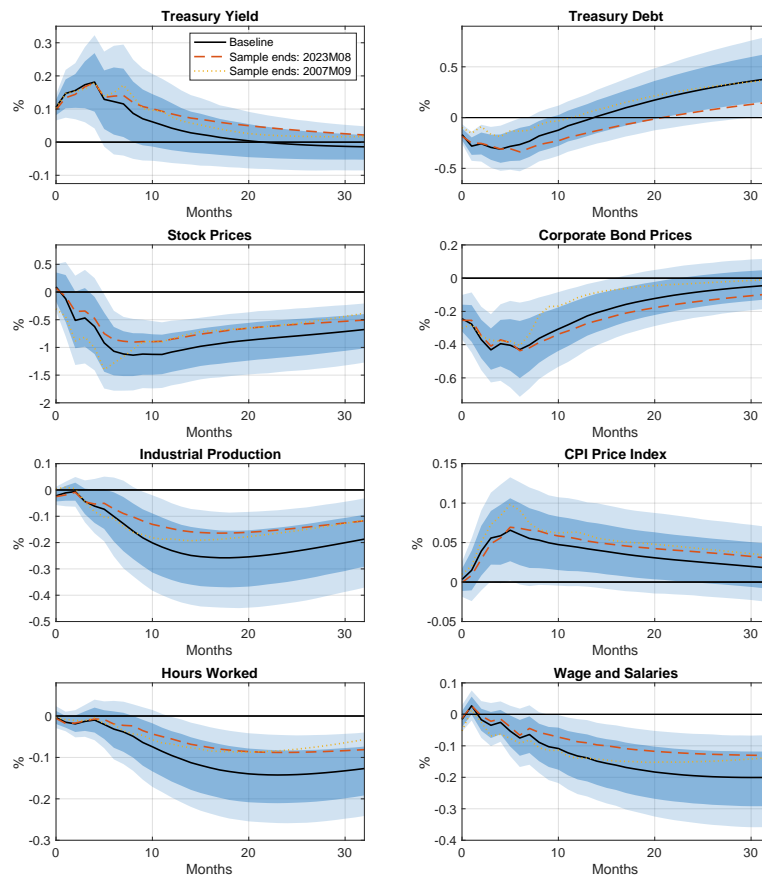 Treasury Yield
0.3
0.2
0.1
0
-0.1
%
0 10 20 30
Months
Baseline
Sample ends: 2023M08
Sample ends: 2007M09
Treasury Debt
0.5
0
-0.5
%
0 10 20 30
Months
Stock Prices
0.5
0
-0.5
-1
-1.5
-2
%
0 10 20 30
Months
Corporate Bond Prices
0.2
0
-0.2
-0.4
-0.6
%
0 10 20 30
Months
Industrial Production
0.1
0
-0.1
-0.2
-0.3
-0.4
-0.5
%
0 10 20 30
Months
CPI Price Index
0.15
0.1
0.05
0
-0.05
%
0 10 20 30
Months
Hours Worked
0
-0.1
-0.2
-0.3
%
0 10 20 30
Months
Wage and Salaries
0.1
0
-0.1
-0.2
-0.3
-0.4
%
0 10 20 30
Months